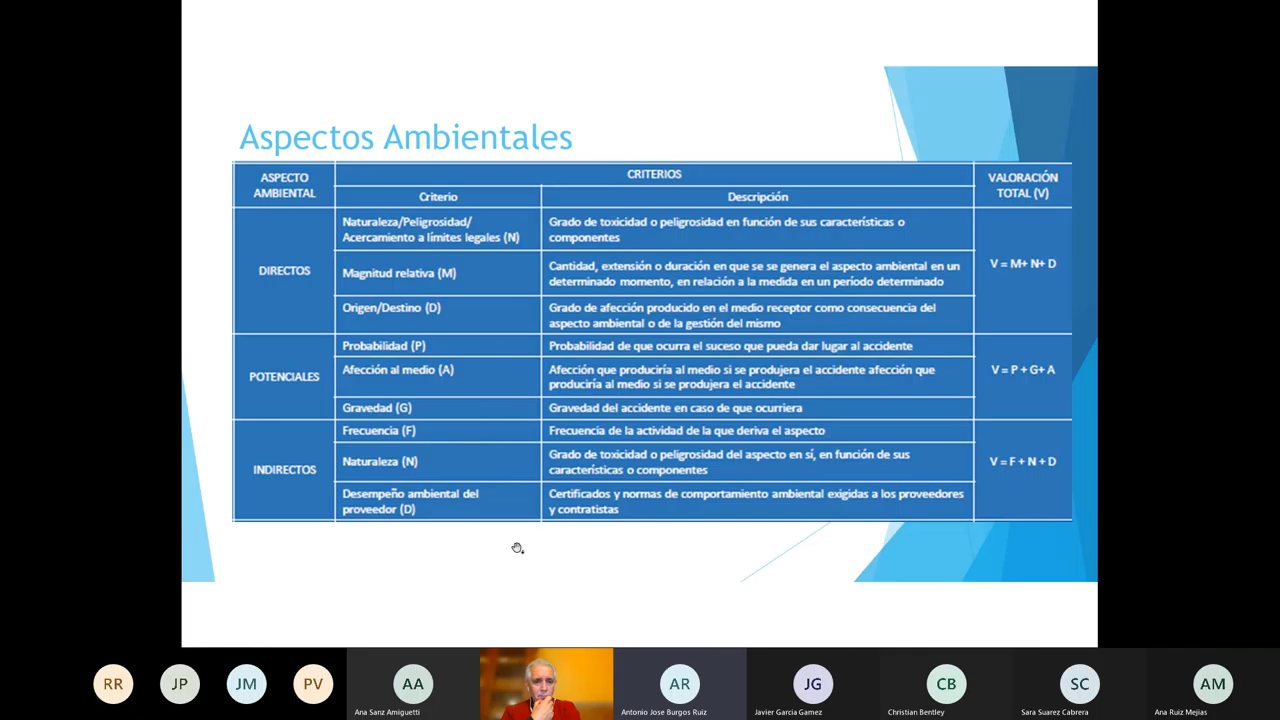 Aspectos Ambientales
ASPECTO
AMBIENTAL
CRITERIOS
VALORACIÓN
TOTAL (V)
Criterio
Descripción
DIRECTOS
Naturaleza/Peligrosidad/
Acercamiento a límites legales (N)
Grado de toxicidad o peligrosidad en función de sus características o
componentes
V = M+ N+ D
Magnitud relativa (M)
Cantidad, extensión o duración en que se se genera el aspecto ambiental en un
determinado momento, en relación a la medida en un período determinado
Origen/Destino (D)
Grado de afección producido en el medio receptor como consecuencia del
aspecto ambiental o de la gestión del mismo
POTENCIALES
Probabilidad (P)
Probabilidad de que ocurra el suceso que pueda dar lugar al accidente
V = P + G+ A
Afección al medio (A)
Afección que produciría al medio si se produjera el accidente afección que
produciría al medio si se produjera el accidente
Gravedad (G)
Gravedad del accidente en caso de que ocurriera
INDIRECTOS
Frecuencia (F)
Frecuencia de la actividad de la que deriva el aspecto
V = F + N + D
Naturaleza (N)
Grado de toxicidad o peligrosidad del aspecto en sí, en función de sus
características o componentes
Desempeño ambiental del
proveedor (D)
Certificados y normas de comportamiento ambiental exigidas a los proveedores
y contratistas
RR
JP
JM
PV
AA
Ana Sanz Amiguetti
AR
Antonio Jose Burgos Ruiz
JG
Javier Garcia Gamez
CB
Christian Bentley
SC
Sara Suarez Cabrera
AM
Ana Ruiz Mejias